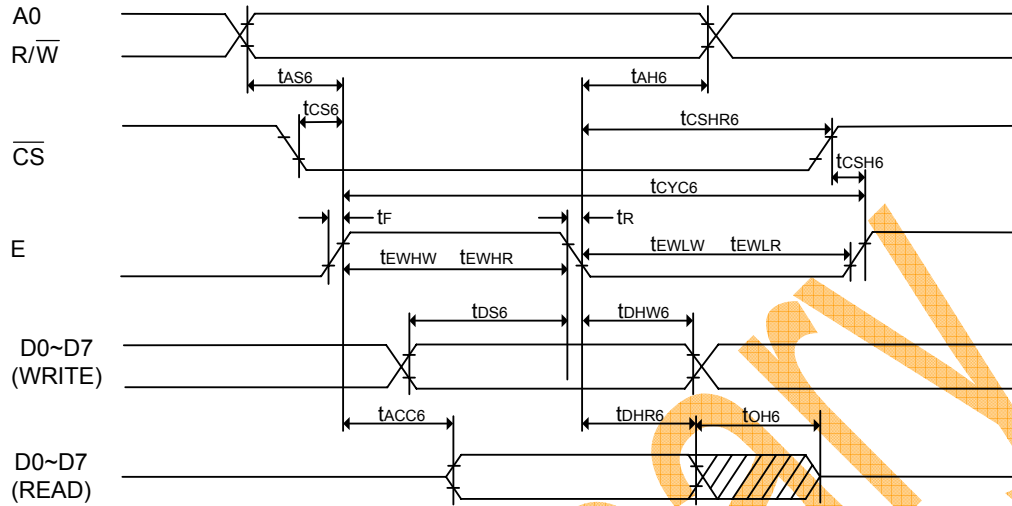 A0
R/W
tAS6
tAH6
tCS6
tCSHR6
CS
tCSH6
tCYC6
tF
tR
E
tEWHW tEWHR
tEWLW tEWLR
tDS6
tDHW6
D0~D7
(WRITE)
tACC6
tDHR6
tOH6
D0~D7
(READ)